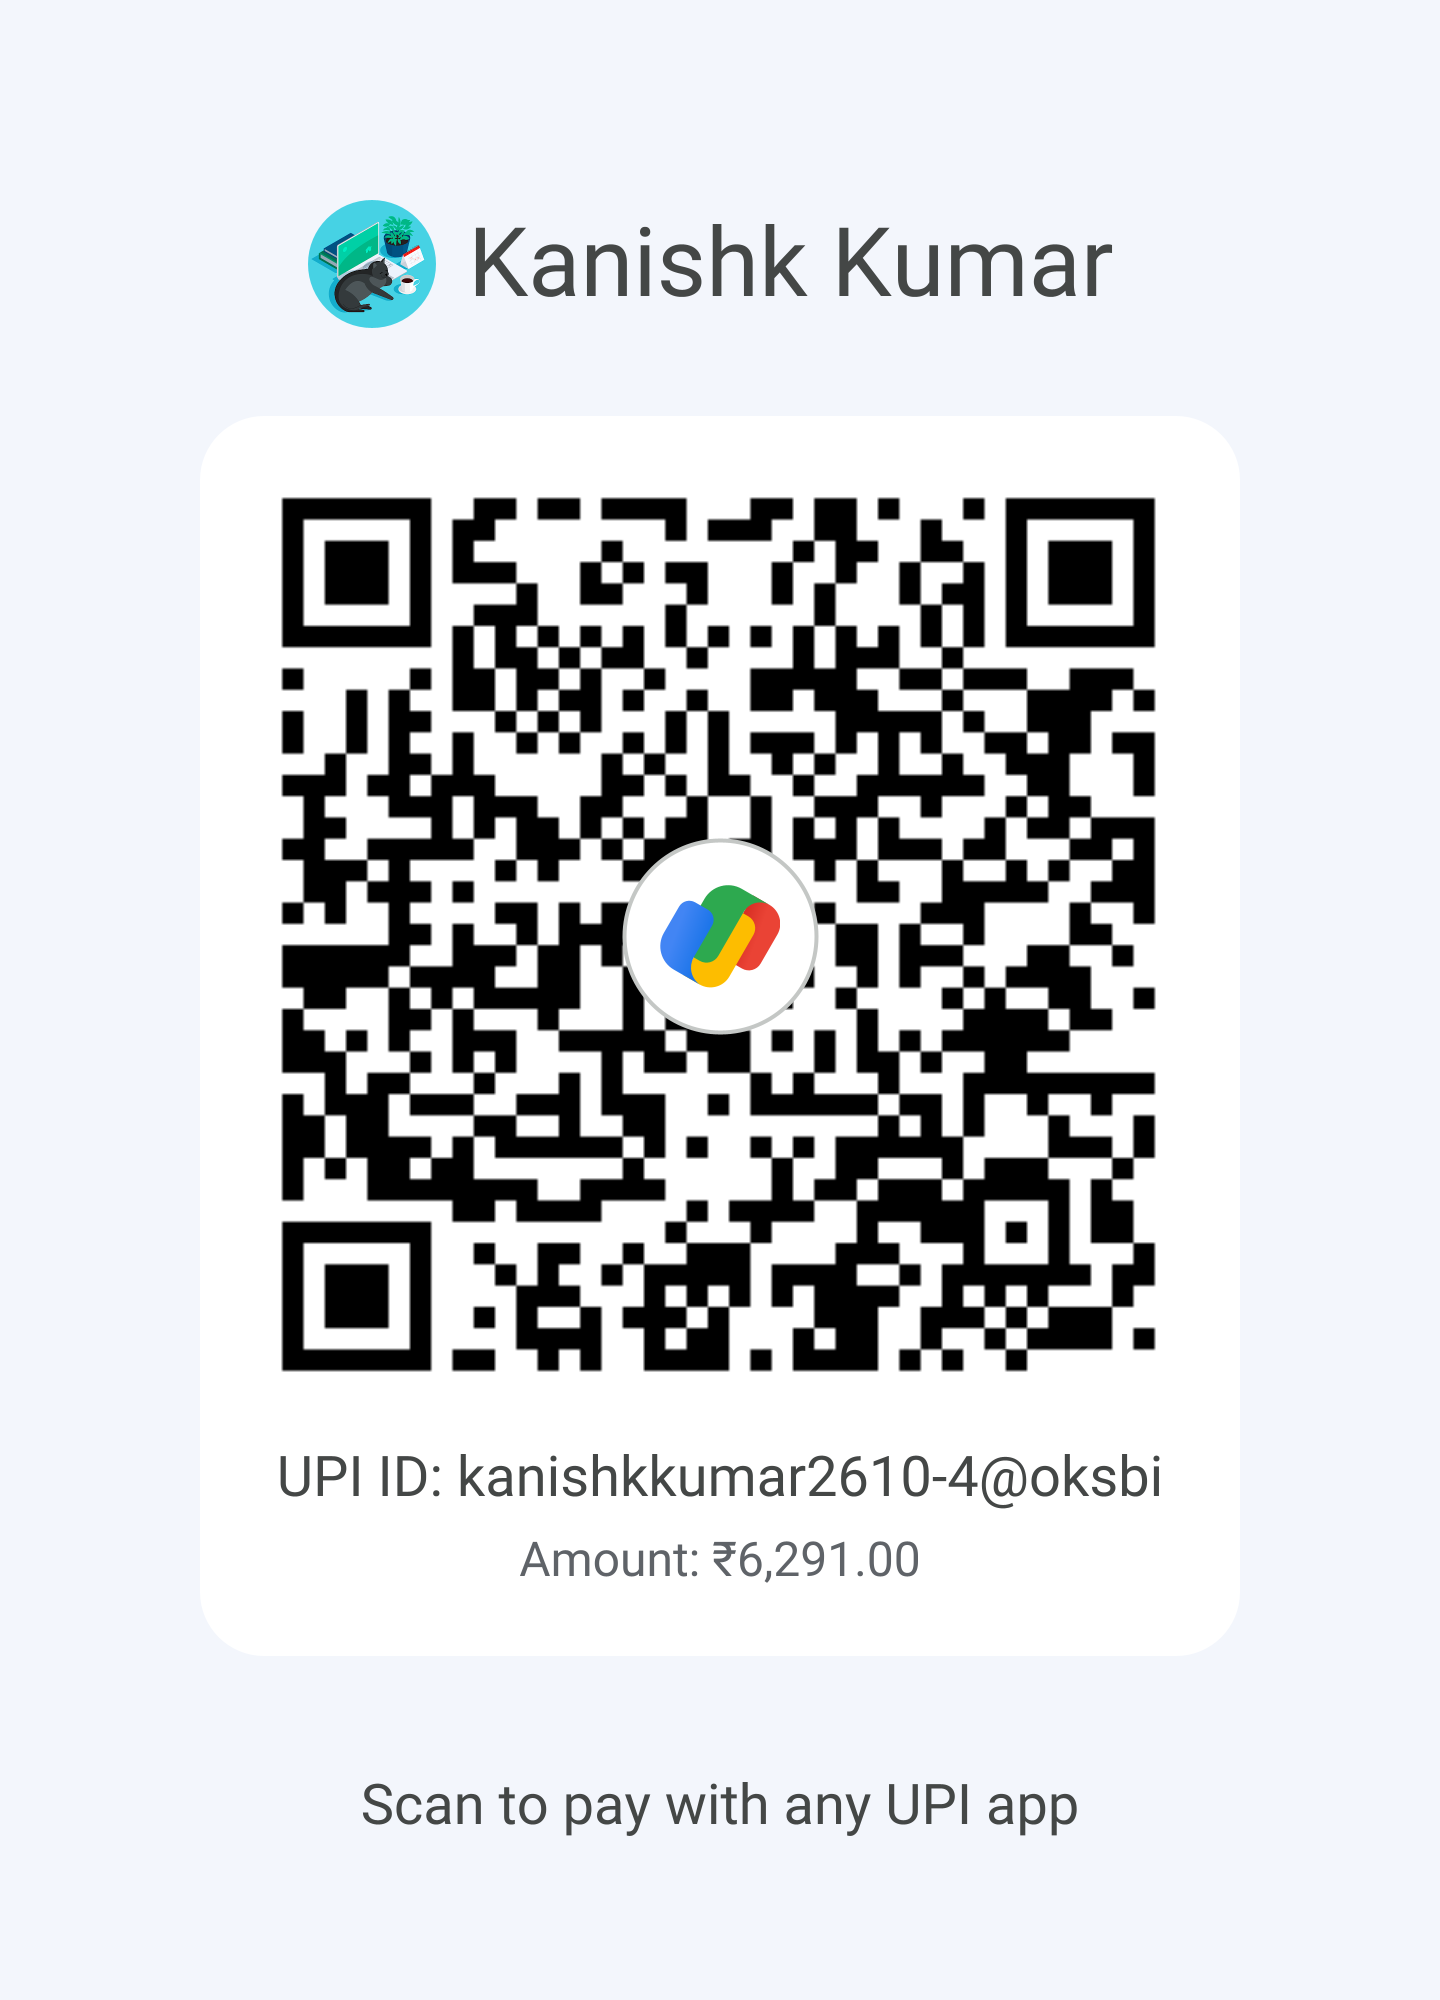 Kanishk Kumar
UPI ID: kanishkkumar2610-4@oksbi
Amount: ₹6,291.00
Scan to pay with any UPI app